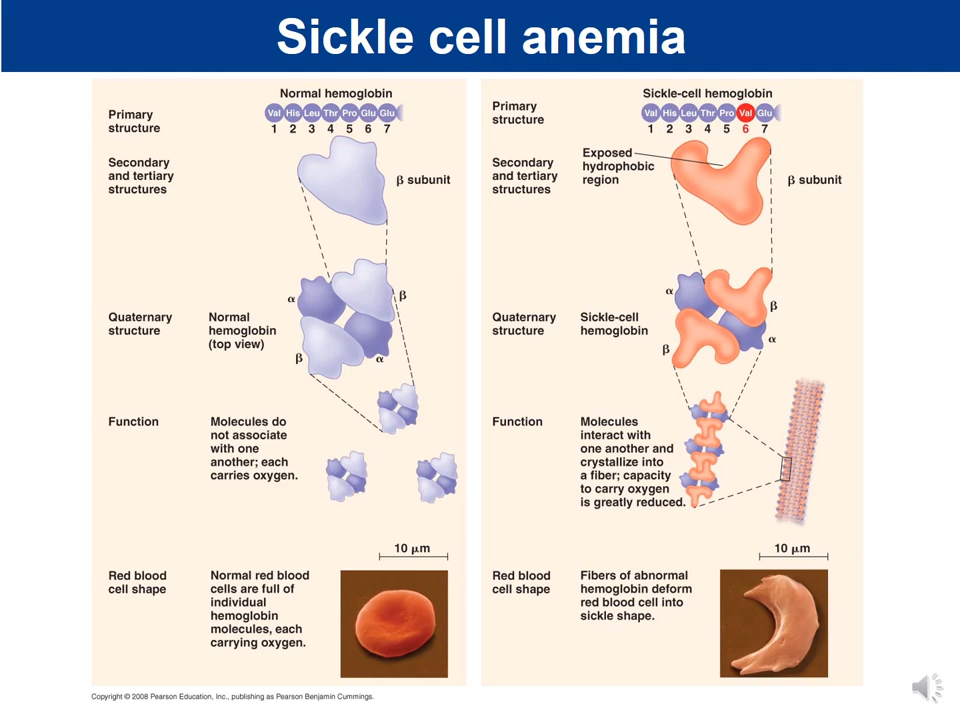 Sickle cell anemia
Normal hemoglobin
Primary
structure
Val His Leu Thr Pro Glu Glu
1 2 3 4 5 6 7
Secondary
and tertiary
structures
β subunit
Quaternary
structure
Normal
hemoglobin
(top view)
α
β
β
α
Function
Molecules do
not associate
with one
another; each
carries oxygen.
10 µm
Red blood
cell shape
Normal red blood
cells are full of
individual
hemoglobin
molecules, each
carrying oxygen.
Sickle-cell hemoglobin
Primary
structure
Val His Leu Thr Pro Val Glu
1 2 3 4 5 6 7
Secondary
and tertiary
structures
Exposed
hydrophobic
region
β subunit
Quaternary
structure
Sickle-cell
hemoglobin
α
β
β
α
Function
Molecules
interact with
one another and
crystallize into
a fiber; capacity
to carry oxygen
is greatly reduced.
10 µm
Red blood
cell shape
Fibers of abnormal
hemoglobin deform
red blood cell into
sickle shape.
Copyright © 2008 Pearson Education, Inc., publishing as Pearson Benjamin Cummings.